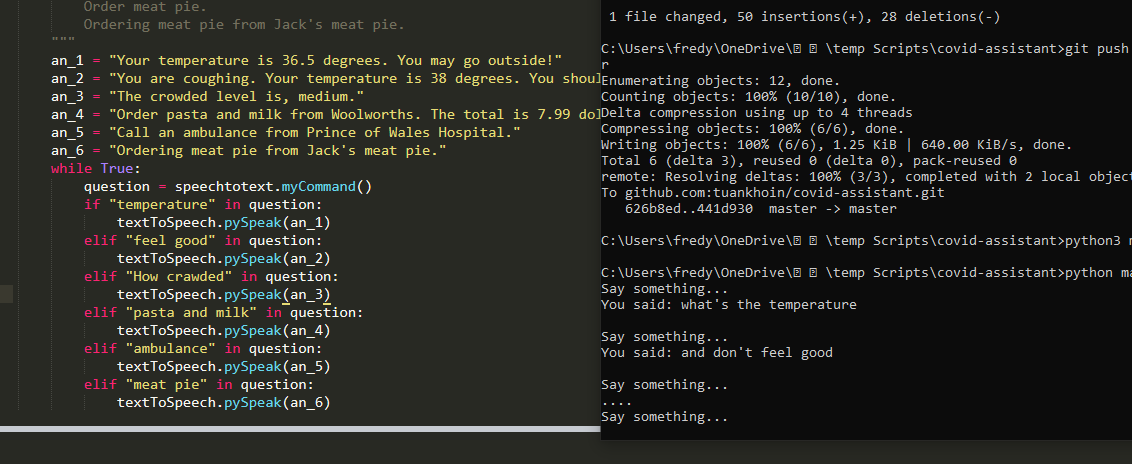 Order meat pie.
Ordering meat pie from Jack's meat pie.
"""
an_1 = "Your temperature is 36.5 degrees. You may go outside!"
an_2 = "You are coughing. Your temperature is 38 degrees. You shoul
an_3 = "The crowded level is, medium."
an_4 = "Order pasta and milk from Woolworths. The total is 7.99 dol
an_5 = "Call an ambulance from Prince of Wales Hospital."
an_6 = "Ordering meat pie from Jack's meat pie."
while True:
question = speechtotext.myCommand()
if "temperature" in question:
textToSpeech.pySpeak(an_1)
elif "feel good" in question:
textToSpeech.pySpeak(an_2)
elif "How crawded" in question:
textToSpeech.pySpeak(an_3)
elif "pasta and milk" in question:
textToSpeech.pySpeak(an_4)
elif "ambulance" in question:
textToSpeech.pySpeak(an_5)
elif "meat pie" in question:
textToSpeech.pySpeak(an_6)
1 file changed, 50 insertions(+), 28 deletions(-)
C:\Users\fredy\OneDrive\ \temp Scripts\covid-assistant>git push
r
Enumerating objects: 12, done.
Counting objects: 100% (10/10), done.
Delta compression using up to 4 threads
Compressing objects: 100% (6/6), done.
Writing objects: 100% (6/6), 1.25 KiB | 640.00 KiB/s, done.
Total 6 (delta 3), reused 0 (delta 0), pack-reused 0
remote: Resolving deltas: 100% (3/3), completed with 2 local object
To github.com:tuankhoin/covid-assistant.git
626b8ed..441d930 master -> master
C:\Users\fredy\OneDrive\ \temp Scripts\covid-assistant>python3 m
C:\Users\fredy\OneDrive\ \temp Scripts\covid-assistant>python ma
Say something...
You said: what's the temperature
Say something...
You said: and don't feel good
Say something...
....
Say something...